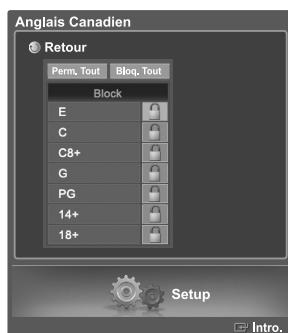 Anglais Canadien
Retour
Perm. Tout Bloq. Tout
Block
E
C
C8+
G
PG
14+
18+
Setup
Intro.